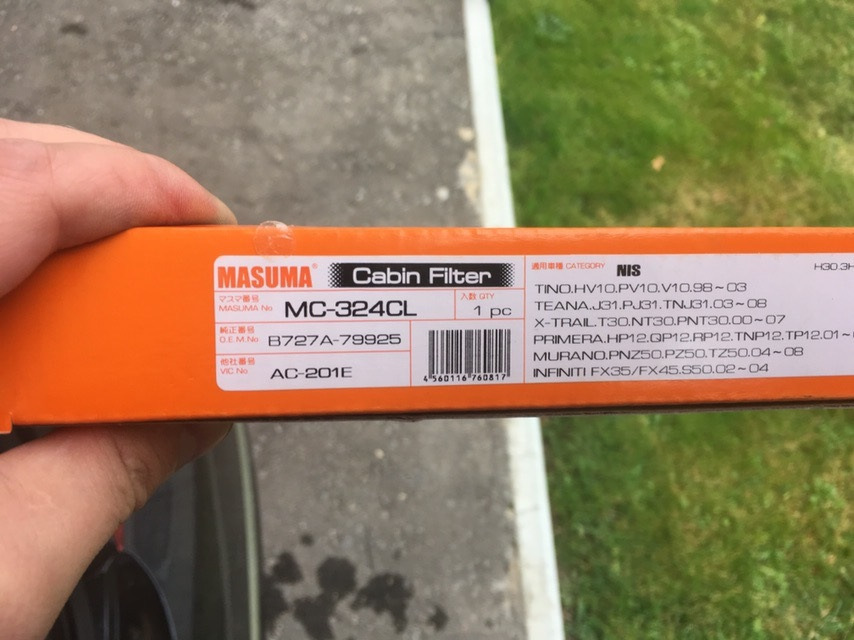 MASUMA® Cabin Filter
マスマ番号
MASUMA No MC-324CL
入数 QTY
1 pc
純正番号
O.E.M.No B727A-79925
他社番号
VIC No AC-201E
4 560116 760817
適用車種 CATEGORY NIS
TINO.HV10.PV10.V10.98~03
TEANA.J31.PJ31.TNJ31.03~08
X-TRAIL.T30.NT30.PNT30.00~07
PRIMERA.HP12.QP12.RP12.TNP12.TP12.01~
MURANO.PNZ50.PZ50.TZ50.04~08
INFINITI FX35/FX45.S50.02~04